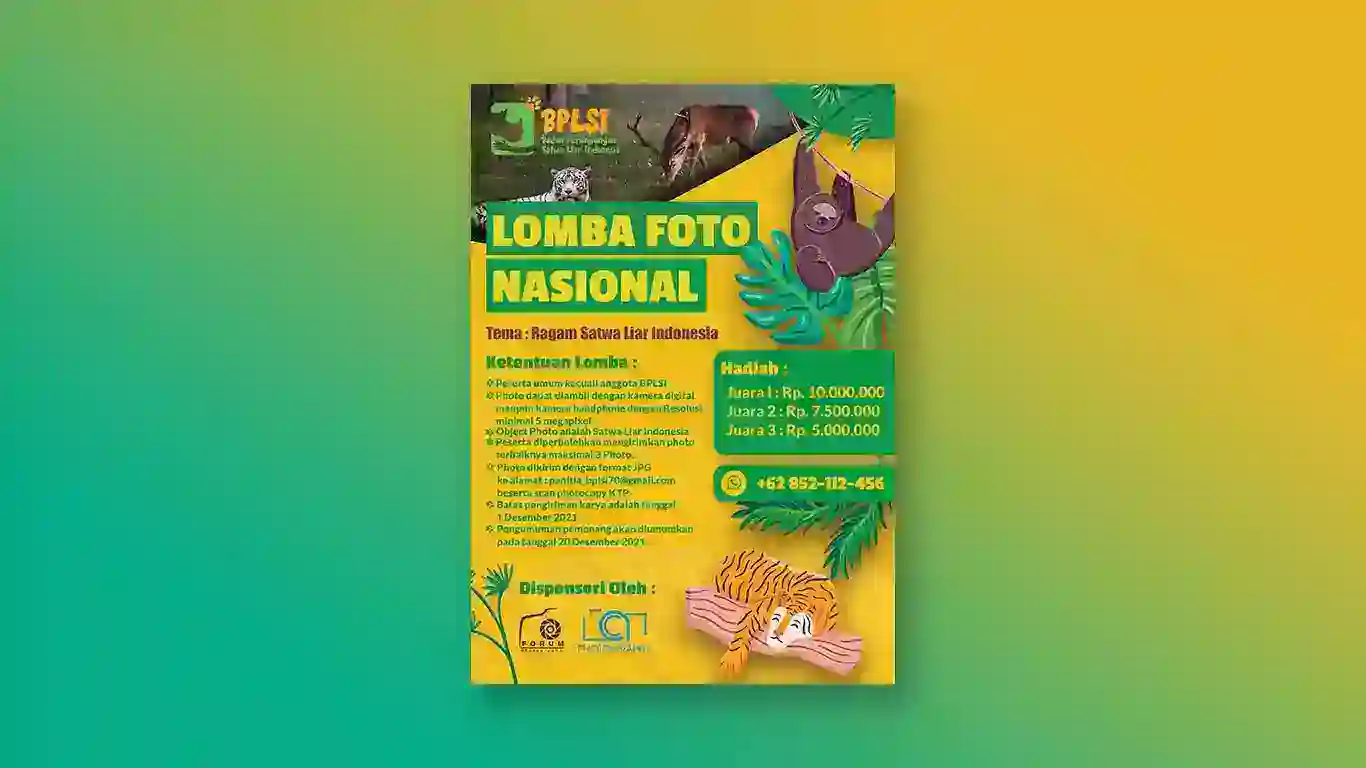 BPLSI
Satwa Liar Indonesia
LOMBA FOTO
NASIONAL
Tema : Ragam Satwa Liar Indonesia
Ketentuan Lomba :
Peserta umum kecuali anggota BPLSI
Photo dapat diambil dengan kamera digital
maupun kamera handphone dengan Resolusi
minimal 5 megapixel
Object Photo adalah Satwa Liar Indonesia
Peserta diperbolehkan mengirimkan photo
terbaiknya maksimal 3 Photo.
Photo dikirim dengan format JPG
ke alamat : panitia_bplsi70@gmail.com
beserta scan photocopy KTP.
Batas pengiriman karya adalah tanggal
1 Desember 2021
Pengumuman pemenang akan diumumkan
pada tanggal 20 Desember 2021
Hadiah :
Juara 1 : Rp. 10.000.000
Juara 2 : Rp. 7.500.000
Juara 3 : Rp. 5.000.000
+62 852-112-456
Disponsori Oleh :
FORUM